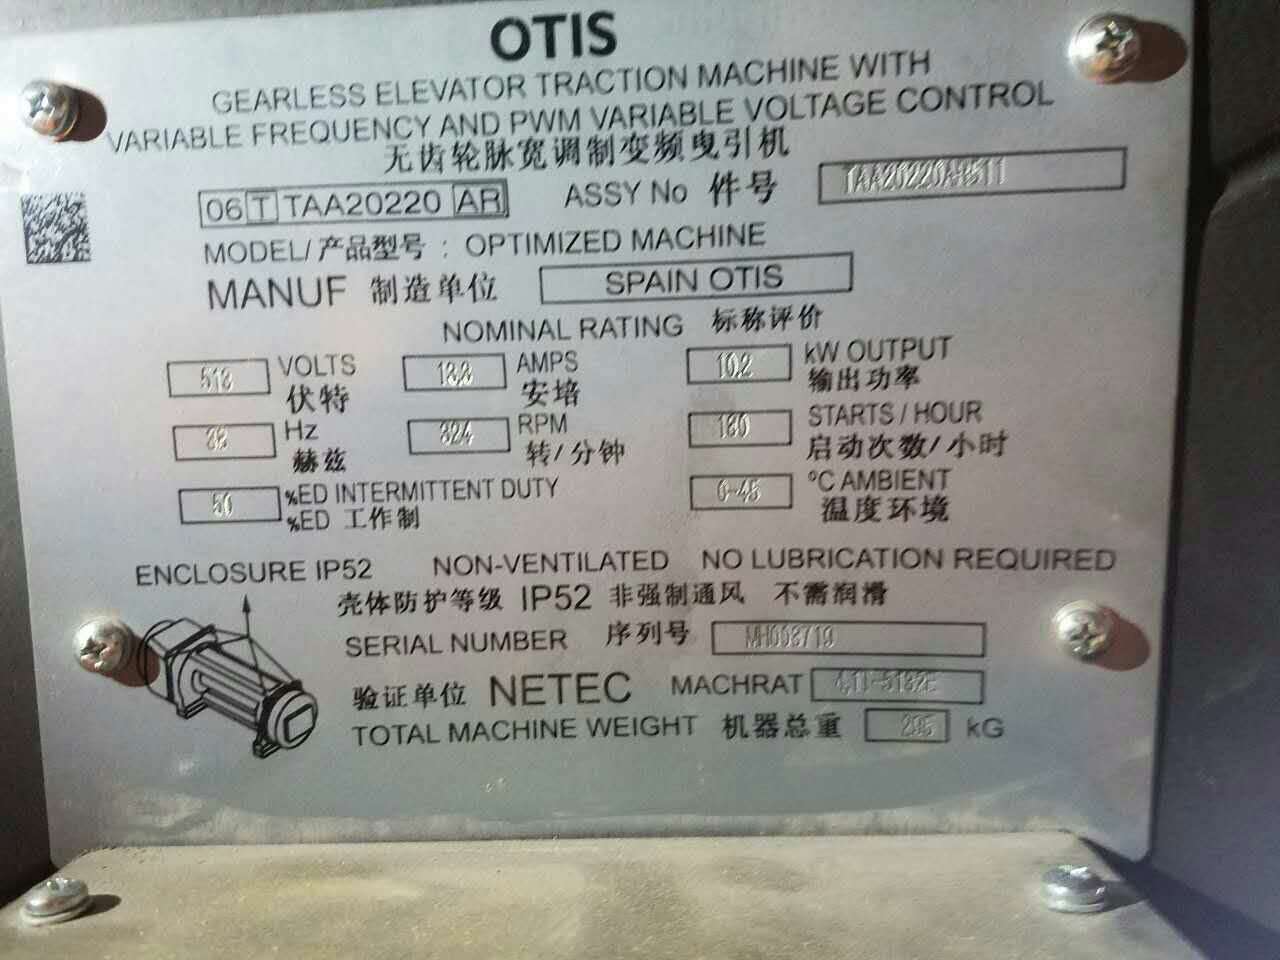 OTIS
GEARLESS ELEVATOR TRACTION MACHINE WITH
VARIABLE FREQUENCY AND PWM VARIABLE VOLTAGE CONTROL
无齿轮脉宽调制变频曳引机
06 T TAA20220 AR ASSY No 件号
MODEL/产品型号 : OPTIMIZED MACHINE
MANUF 制造单位 SPAIN OTIS
NOMINAL RATING 标称评价
VOLTS 伏特 AMPS 安培 10,2 kW OUTPUT 输出功率
Hz 赫兹 324 RPM 转/分钟 180 STARTS / HOUR 启动次数/小时
50 %ED INTERMITTENT DUTY %ED 工作制 0-45 °C AMBIENT 温度环境
ENCLOSURE IP52 NON-VENTILATED NO LUBRICATION REQUIRED
壳体防护等级 IP52 非强制通风 不需润滑
SERIAL NUMBER 序列号
验证单位 NETEC MACHRAT
TOTAL MACHINE WEIGHT 机器总重 kG